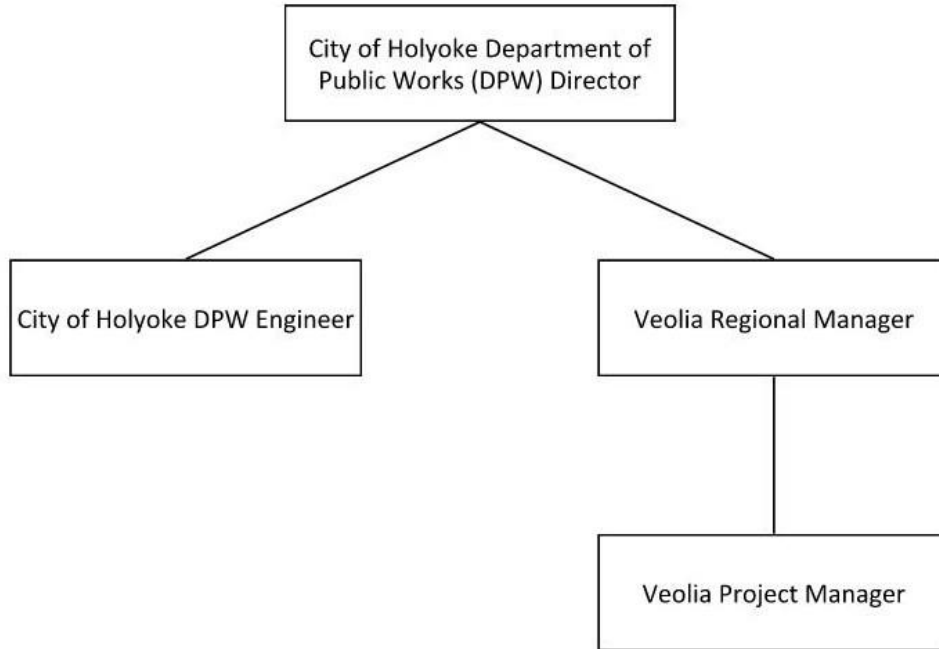 City of Holyoke Department of
Public Works (DPW) Director
City of Holyoke DPW Engineer
Veolia Regional Manager
Veolia Project Manager